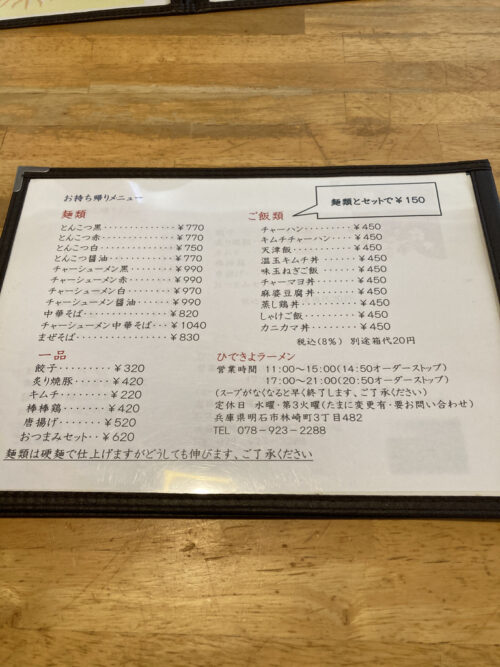 お持ち帰りメニュー
麺類
とんこつ黒・・・・・・・・・・・・・￥770
とんこつ赤・・・・・・・・・・・・・￥770
とんこつ白・・・・・・・・・・・・・￥750
とんこつ醤油・・・・・・・・・・・￥770
チャーシューメン黒・・・・・￥990
チャーシューメン赤・・・・・￥990
チャーシューメン白・・・・・￥970
チャーシューメン醤油・・・￥990
中華そば・・・・・・・・・・・・・￥820
チャーシューメン中華そば・・・￥1040
まぜそば・・・・・・・・・・・・・￥830
一品
餃子・・・・・・・・・￥320
炙り焼豚・・・・・￥420
キムチ・・・・・・・￥220
棒棒鶏・・・・・・・￥420
唐揚げ・・・・・・・￥520
おつまみセット・・￥620
麺類とセットで￥150
ご飯類
チャーハン・・・・・・・・・・￥450
キムチチャーハン・・・・・￥450
天津飯・・・・・・・・・・・・・￥450
温玉キムチ丼・・・・・・・・￥450
味玉ねぎご飯・・・・・・・・￥450
チャーマヨ丼・・・・・・・・￥450
麻婆豆腐丼・・・・・・・・・・￥450
蒸し鶏丼・・・・・・・・・・・・￥450
しゃけご飯・・・・・・・・・・￥450
カニカマ丼・・・・・・・・・・￥450
税込(8%) 別途箱代20円
ひできよラーメン
営業時間 11:00～15:00(14:50オーダーストップ)
17:00～21:00(20:50オーダーストップ)
(スープがなくなると早く終了します、ご了承ください)
定休日 水曜・第3火曜(たまに変更有・要お問い合わせ)
兵庫県明石市林崎町3丁目482
TEL 078-923-2288
麺類は硬麺で仕上げますがどうしても伸びます、ご了承ください